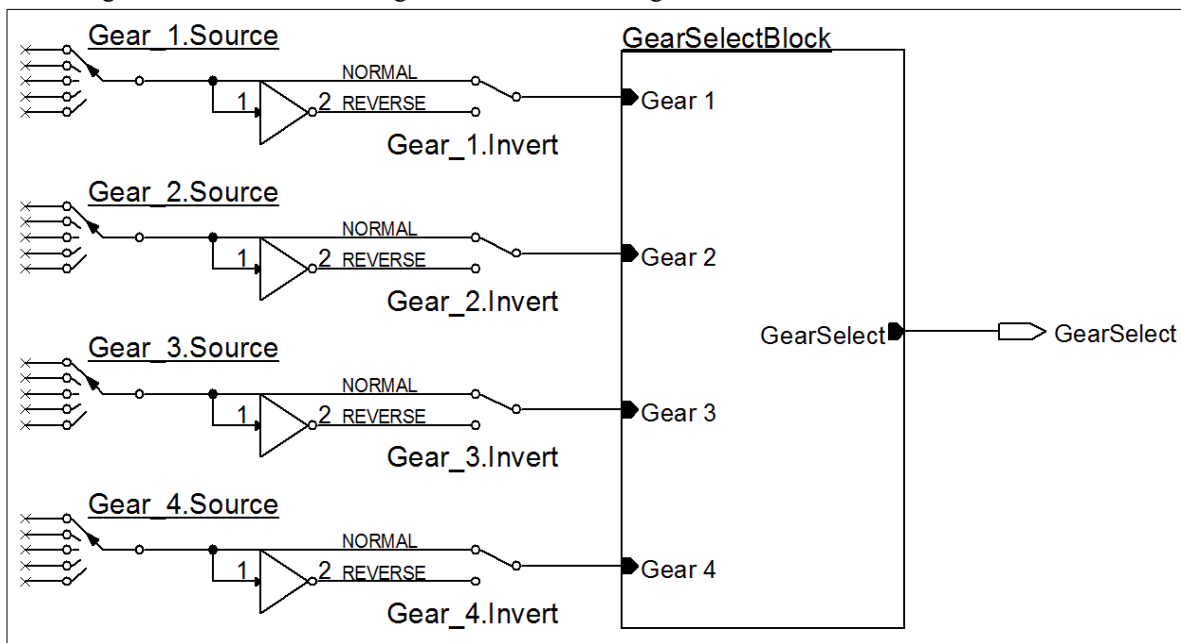 Gear_1.Source
GearSelectBlock
NORMAL
1
2 REVERSE
Gear 1
Gear_1.Invert
Gear_2.Source
NORMAL
1
2 REVERSE
Gear 2
Gear_2.Invert
GearSelect
GearSelect
Gear_3.Source
NORMAL
1
2 REVERSE
Gear 3
Gear_3.Invert
Gear_4.Source
NORMAL
1
2 REVERSE
Gear 4
Gear_4.Invert